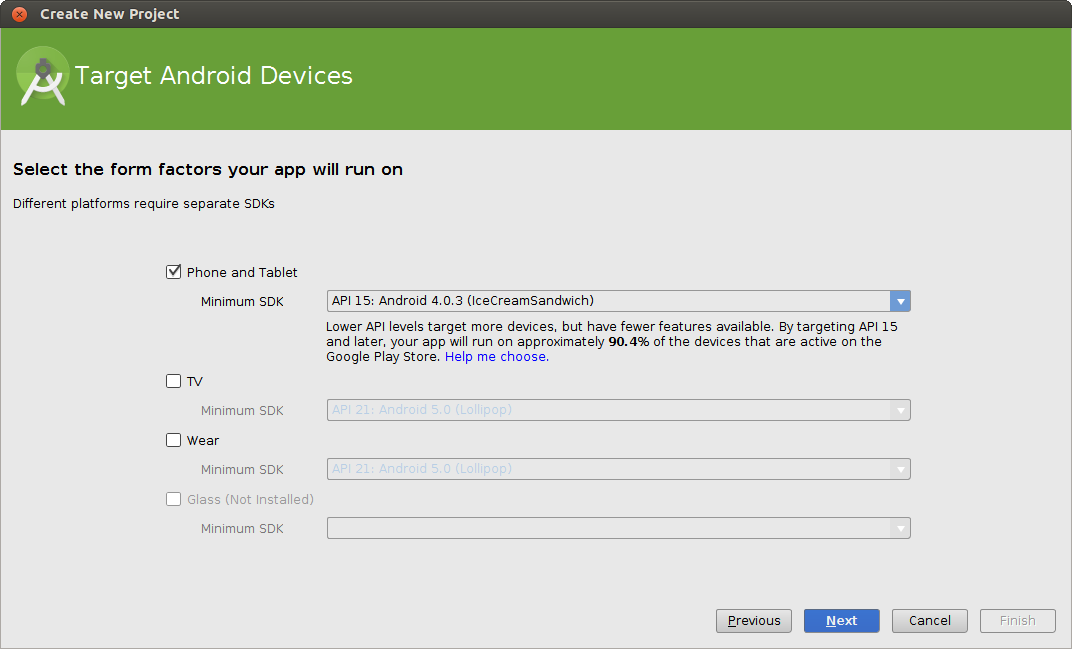 Create New Project
Target Android Devices
Select the form factors your app will run on
Different platforms require separate SDKs
Phone and Tablet
Minimum SDK API 15: Android 4.0.3 (IceCreamSandwich)
Lower API levels target more devices, but have fewer features available. By targeting API 15
and later, your app will run on approximately 90.4% of the devices that are active on the
Google Play Store. Help me choose.
TV
Minimum SDK API 21: Android 5.0 (Lollipop)
Wear
Minimum SDK API 21: Android 5.0 (Lollipop)
Glass (Not Installed)
Minimum SDK
Previous Next Cancel Finish